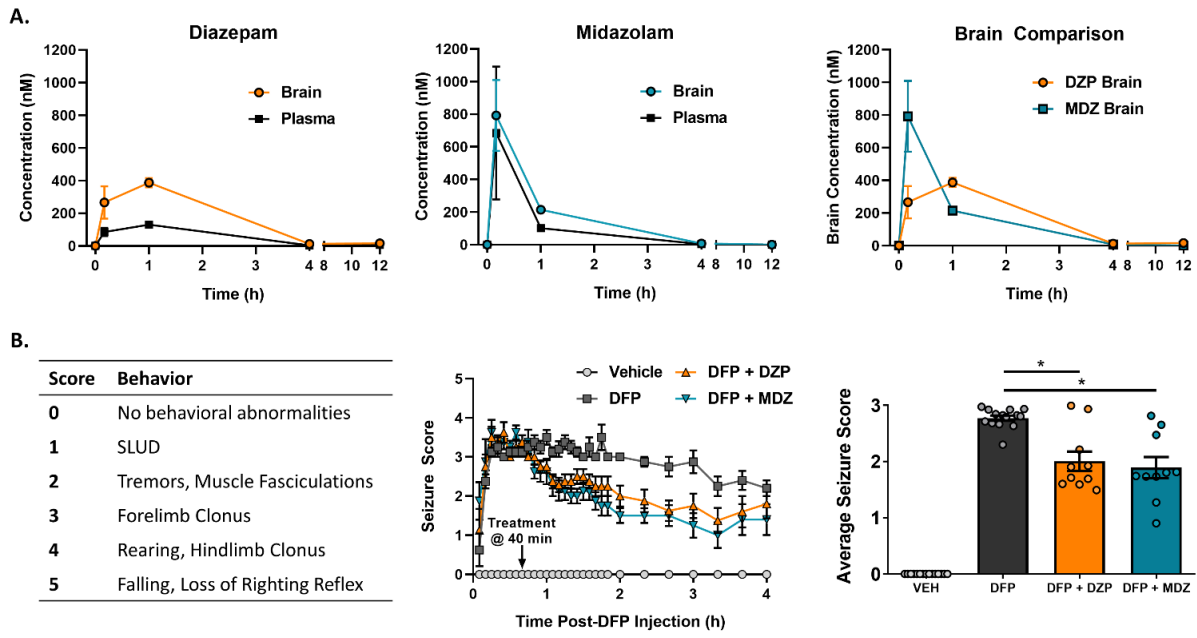 A.
Diazepam
Concentration (nM)
1200
1000
800
600
400
200
0
Brain
Plasma
0 1 2 3 4 8 10 12
Time (h)
Midazolam
Concentration (nM)
1200
1000
800
600
400
200
0
Brain
Plasma
0 1 2 3 4 8 10 12
Time (h)
Brain Comparison
Brain Concentration (nM)
1200
1000
800
600
400
200
0
DZP Brain
MDZ Brain
0 1 2 3 4 8 10 12
Time (h)
B.
Score Behavior
0 No behavioral abnormalities
1 SLUD
2 Tremors, Muscle Fasciculations
3 Forelimb Clonus
4 Rearing, Hindlimb Clonus
5 Falling, Loss of Righting Reflex
Vehicle DFP + DZP
DFP DFP + MDZ
Seizure Score
5
4
3
2
1
0
Treatment
@ 40 min
0 1 2 3 4
Time Post-DFP Injection (h)
Average Seizure Score
3
2
1
0
*
*
VEH DFP DFP + DZP DFP + MDZ